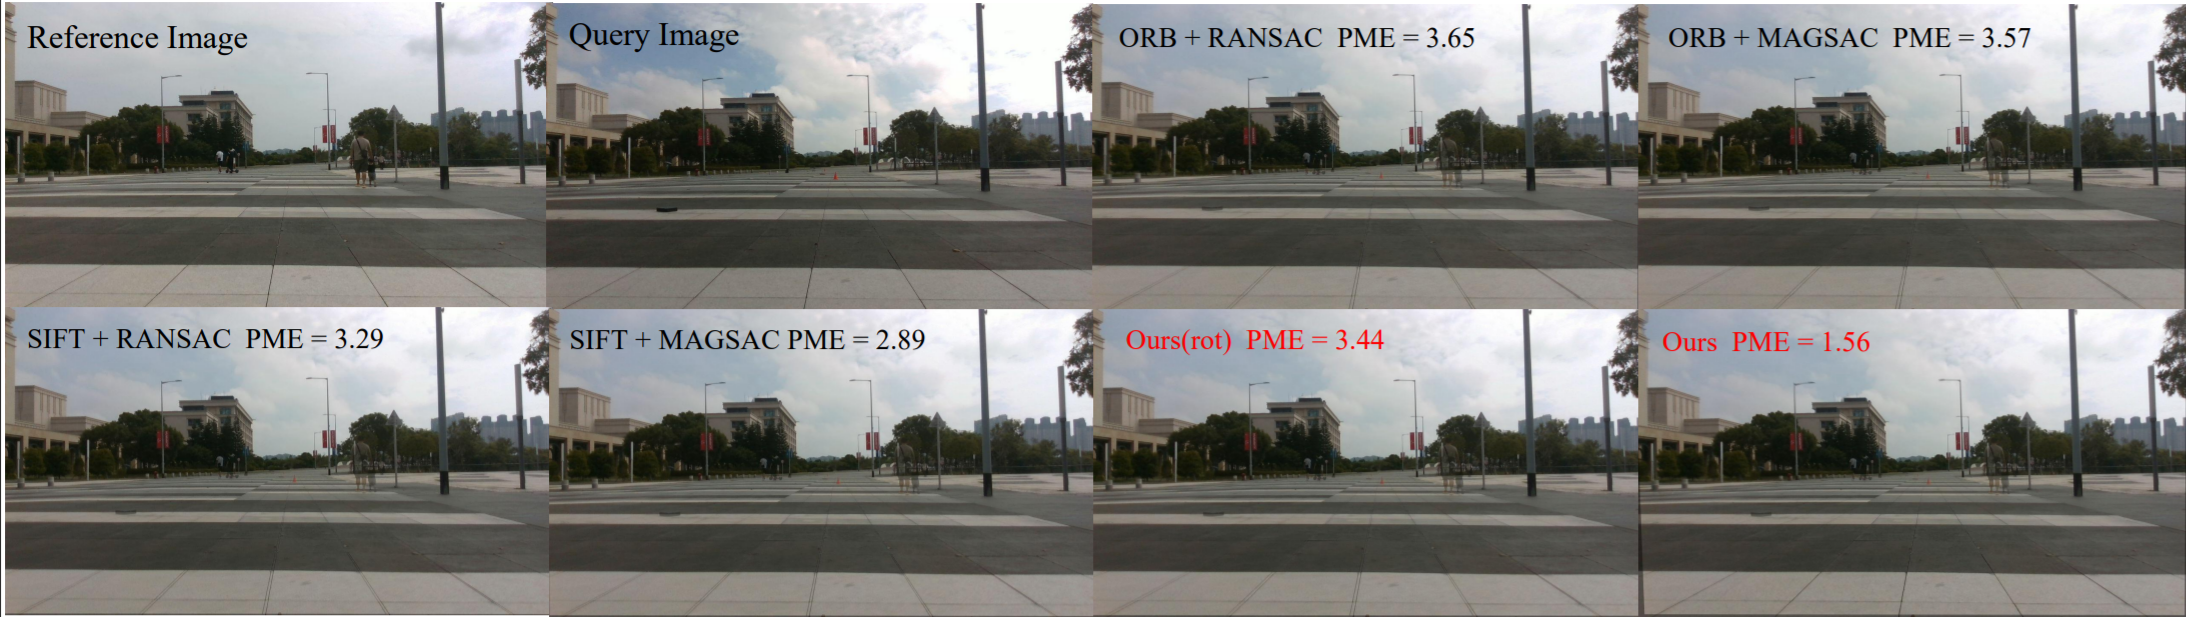 Reference Image
Query Image
ORB + RANSAC PME = 3.65
ORB + MAGSAC PME = 3.57
SIFT + RANSAC PME = 3.29
SIFT + MAGSAC PME = 2.89
Ours(rot) PME = 3.44
Ours PME = 1.56